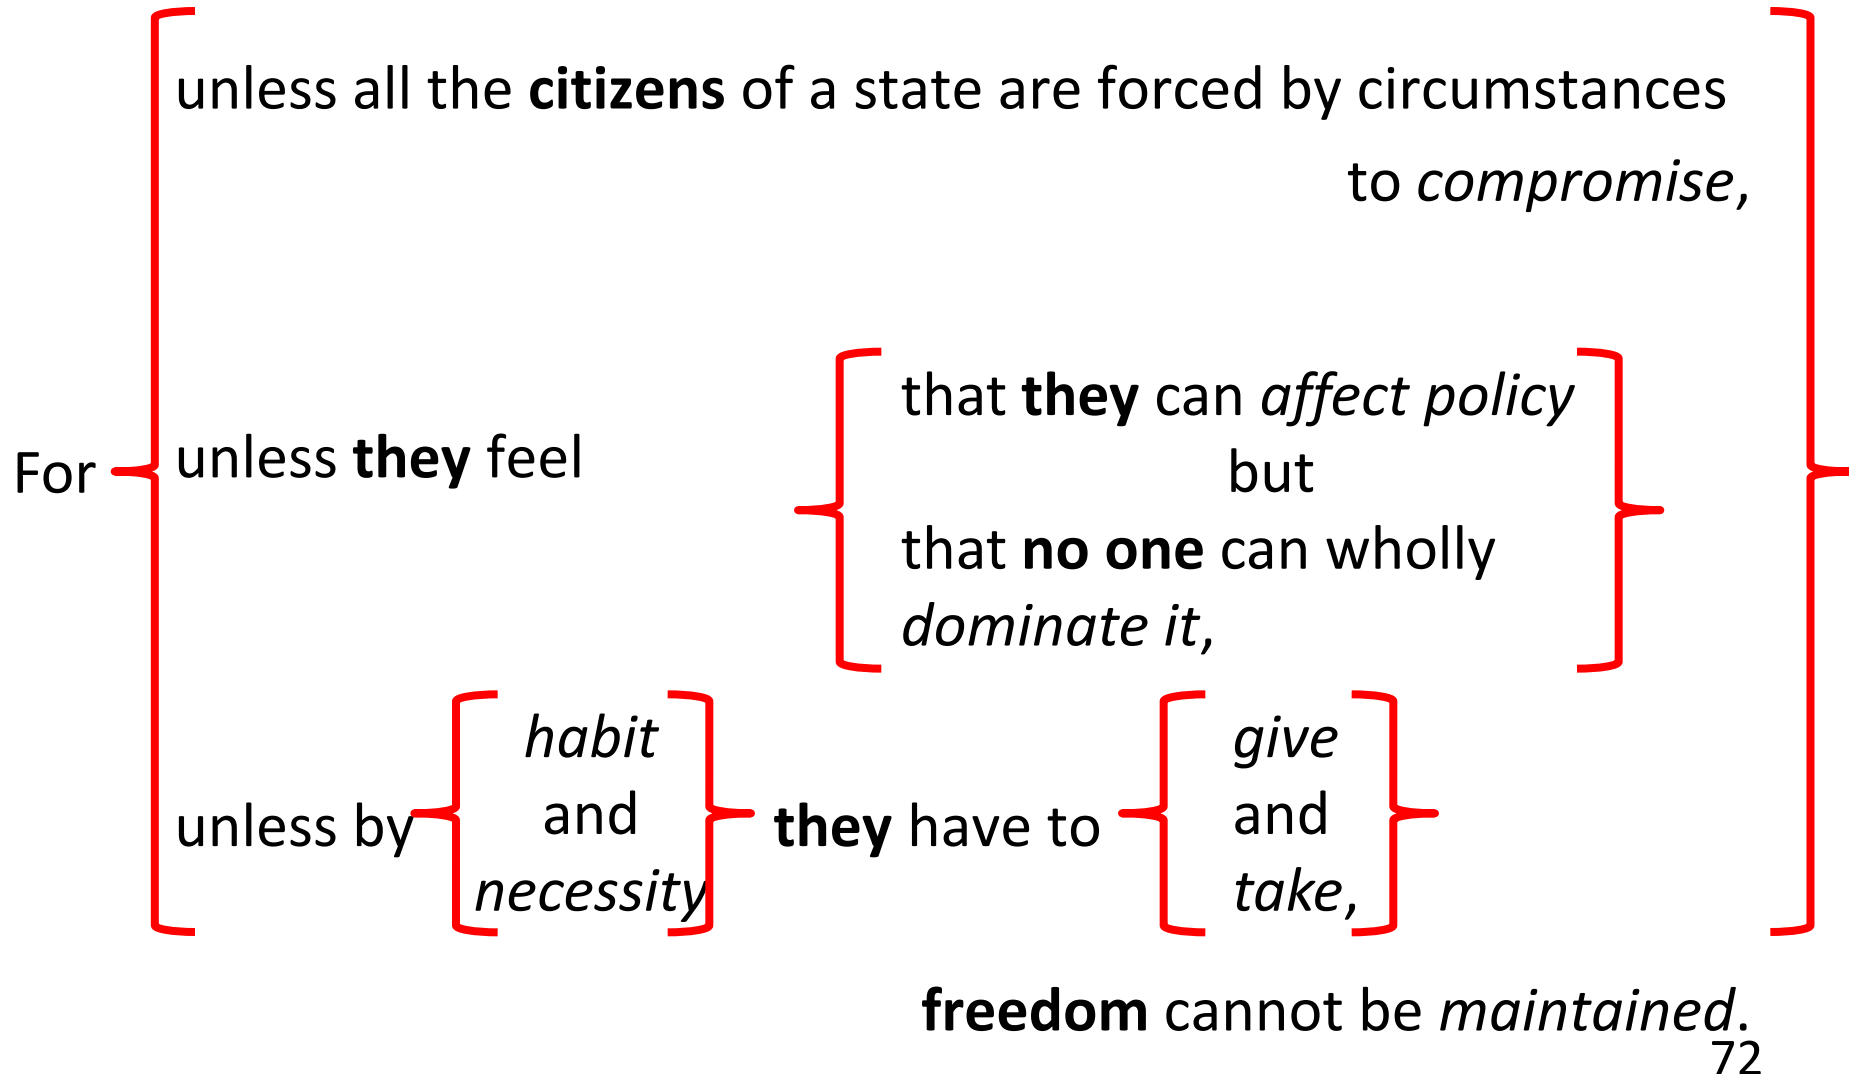 unless all the citizens of a state are forced by circumstances
to compromise,
For
unless they feel
that they can affect policy
but
that no one can wholly
dominate it,
unless by
habit
and
necessity
they have to
give
and
take,
freedom cannot be maintained.
72